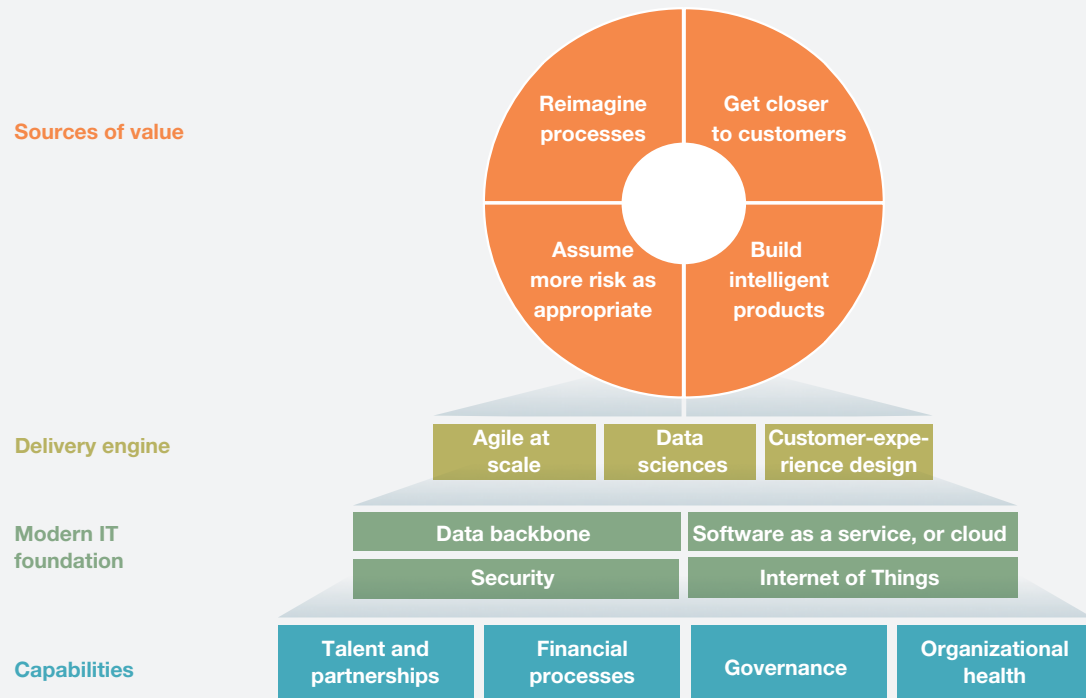 Sources of value
Reimagine
processes
Get closer
to customers
Assume
more risk as
appropriate
Build
intelligent
products
Delivery engine
Agile at
scale
Data
sciences
Customer-expe-
rience design
Modern IT
foundation
Data backbone
Software as a service, or cloud
Security
Internet of Things
Capabilities
Talent and
partnerships
Financial
processes
Governance
Organizational
health